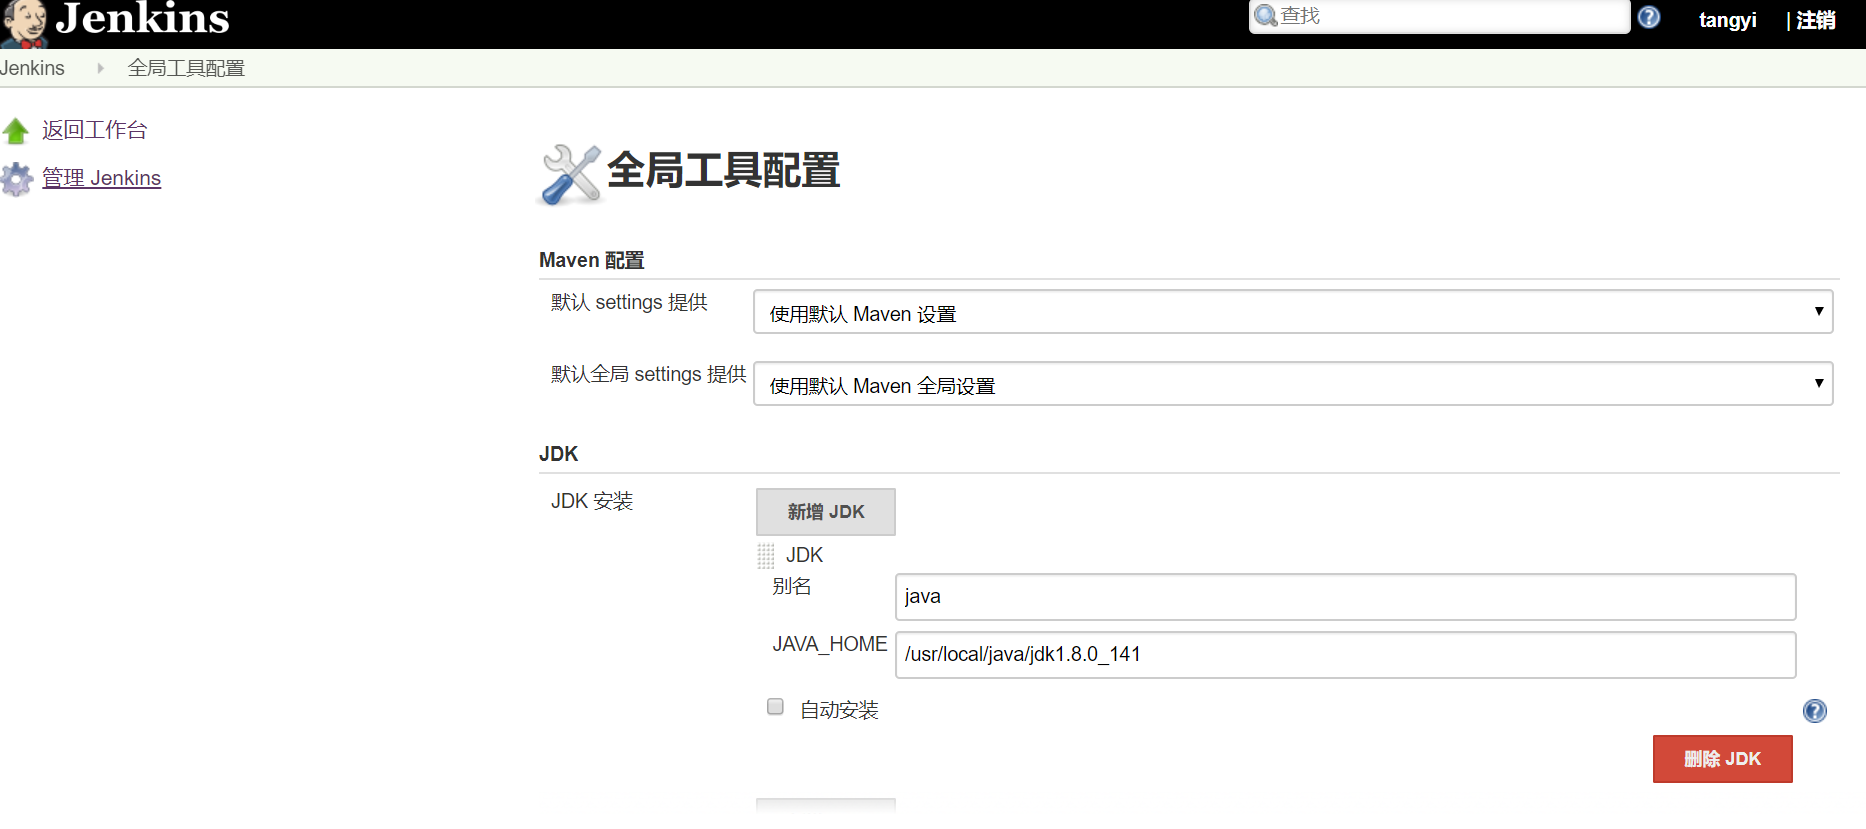 Jenkins
查找
tangyi
| 注销
Jenkins
全局工具配置
返回工作台
管理 Jenkins
全局工具配置
Maven 配置
默认 settings 提供
使用默认 Maven 设置
默认全局 settings 提供
使用默认 Maven 全局设置
JDK
JDK 安装
新增 JDK
JDK
别名
java
JAVA_HOME
/usr/local/java/jdk1.8.0_141
自动安装
删除 JDK